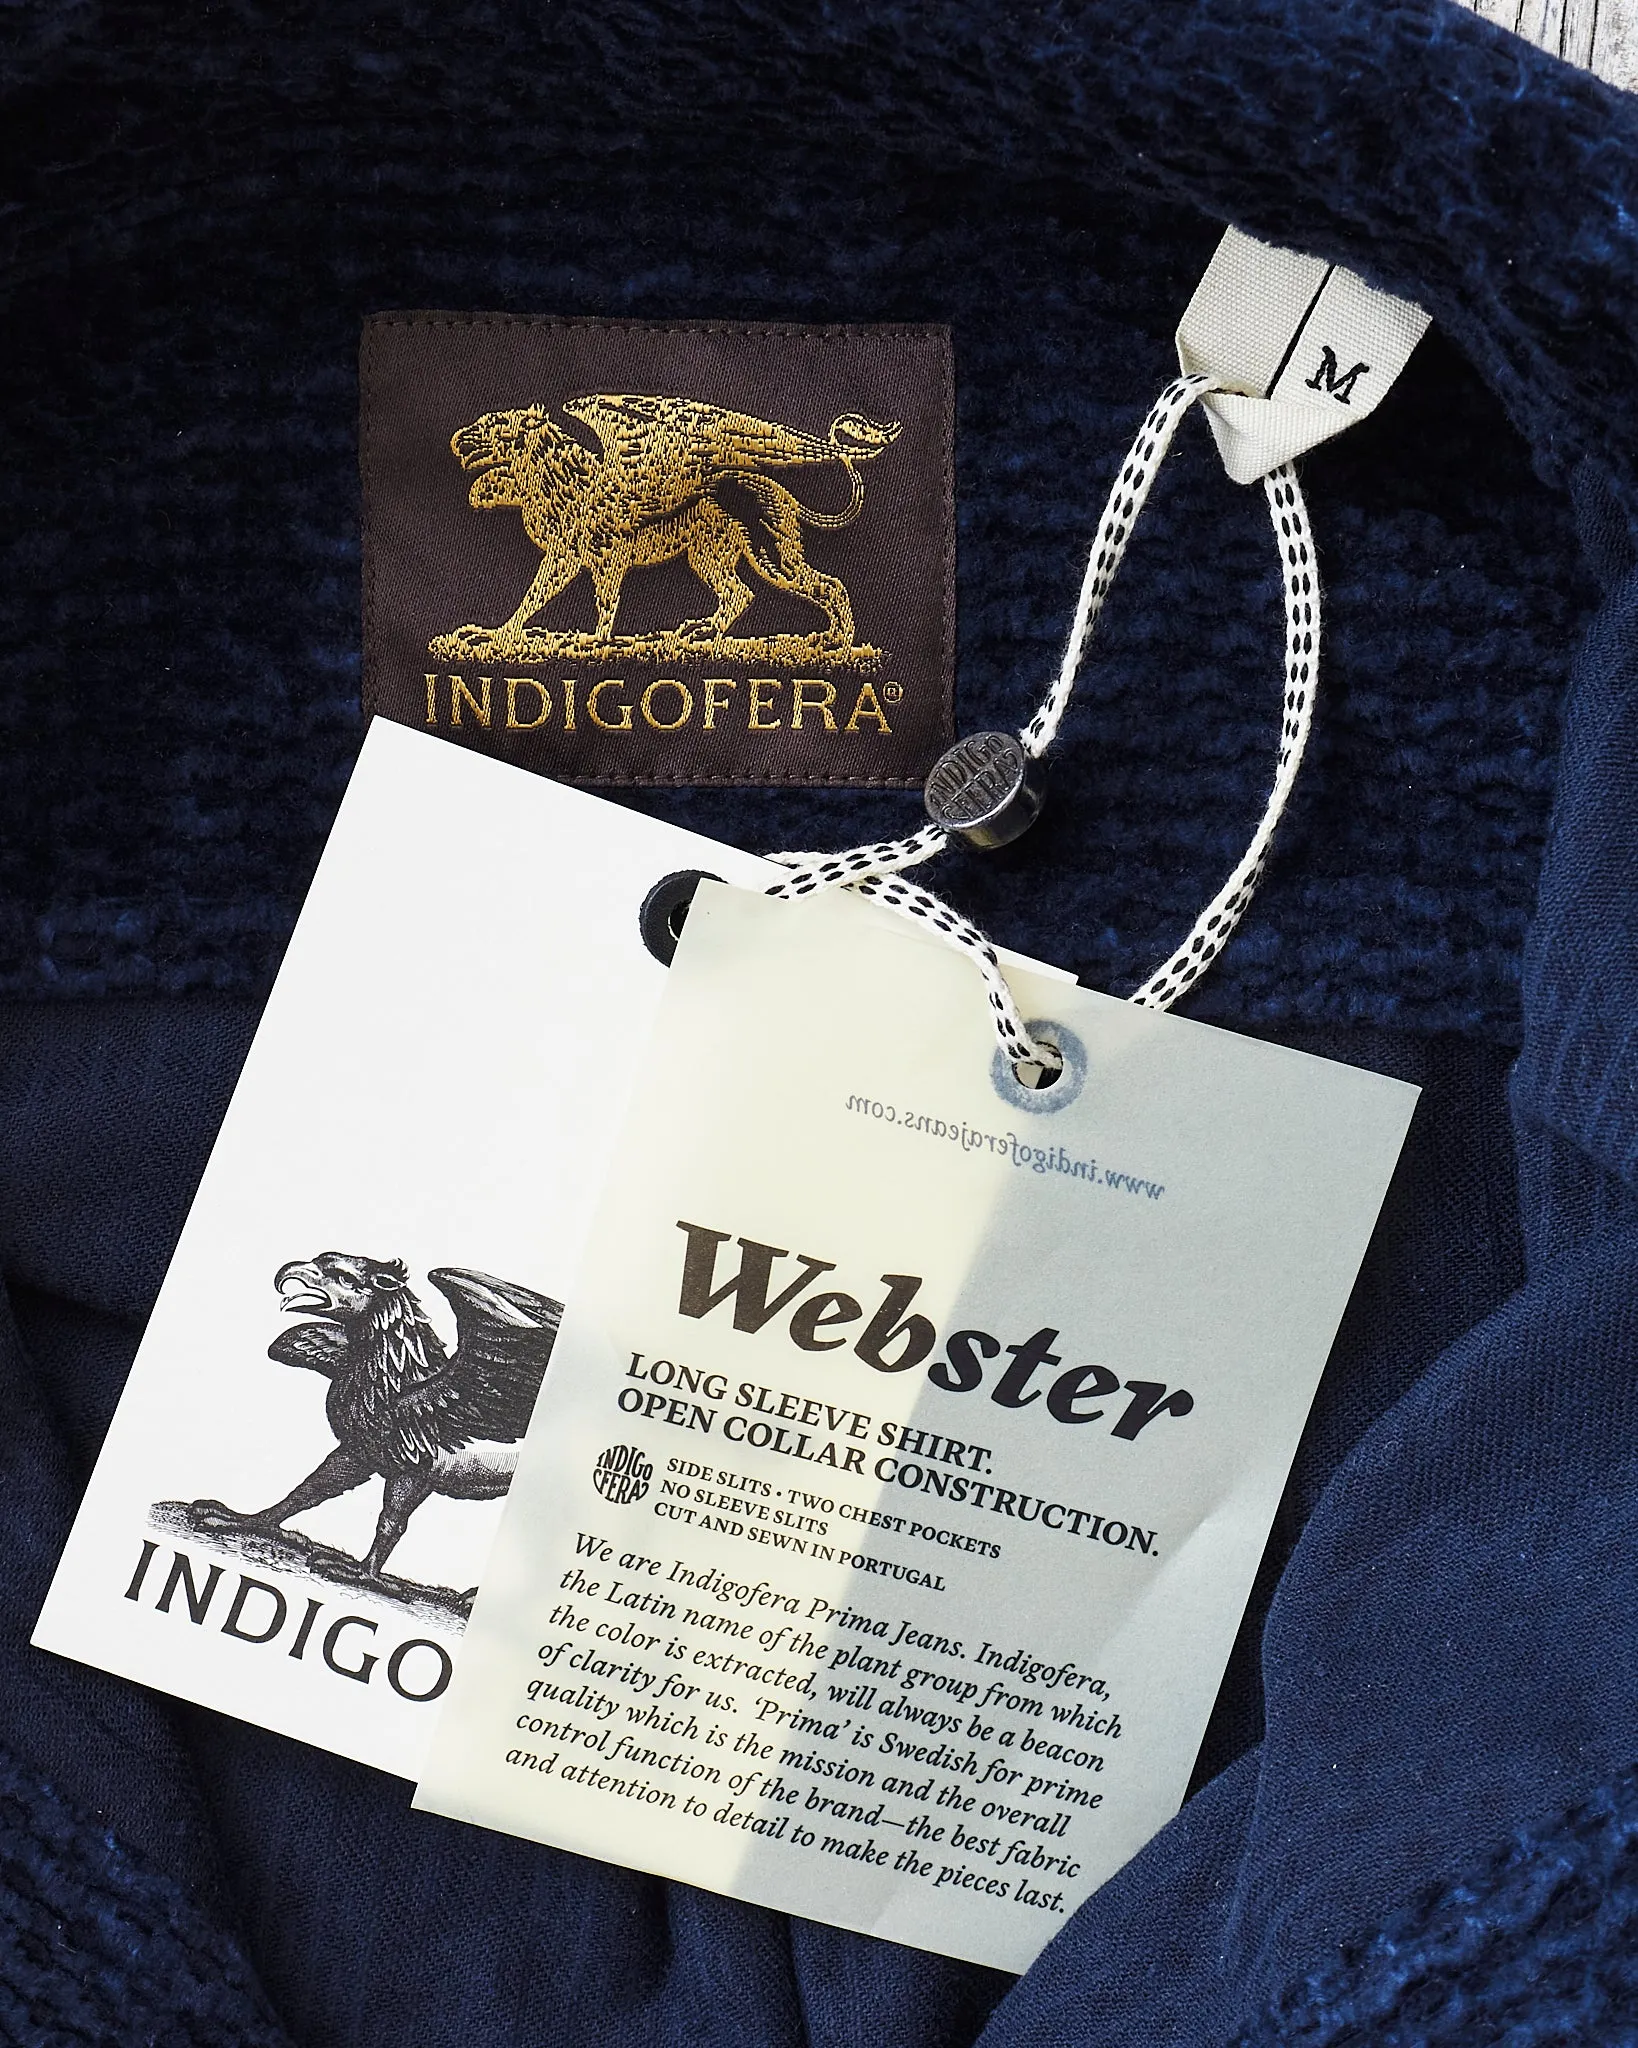 M
INDIGOFERA®
INDIGO
FERA
www.indigoferajeans.com
Webster
LONG SLEEVE SHIRT.
OPEN COLLAR CONSTRUCTION.
INDIGO
FERA
SIDE SLITS • TWO CHEST POCKETS
NO SLEEVE SLITS
CUT AND SEWN IN PORTUGAL
We are Indigofera Prima Jeans. Indigofera,
the Latin name of the plant group from which
the color is extracted, will always be a beacon
of clarity for us. ‘Prima’ is Swedish for prime
quality which is the mission and the overall
control function of the brand—the best fabric
and attention to detail to make the pieces last.
INDIGO